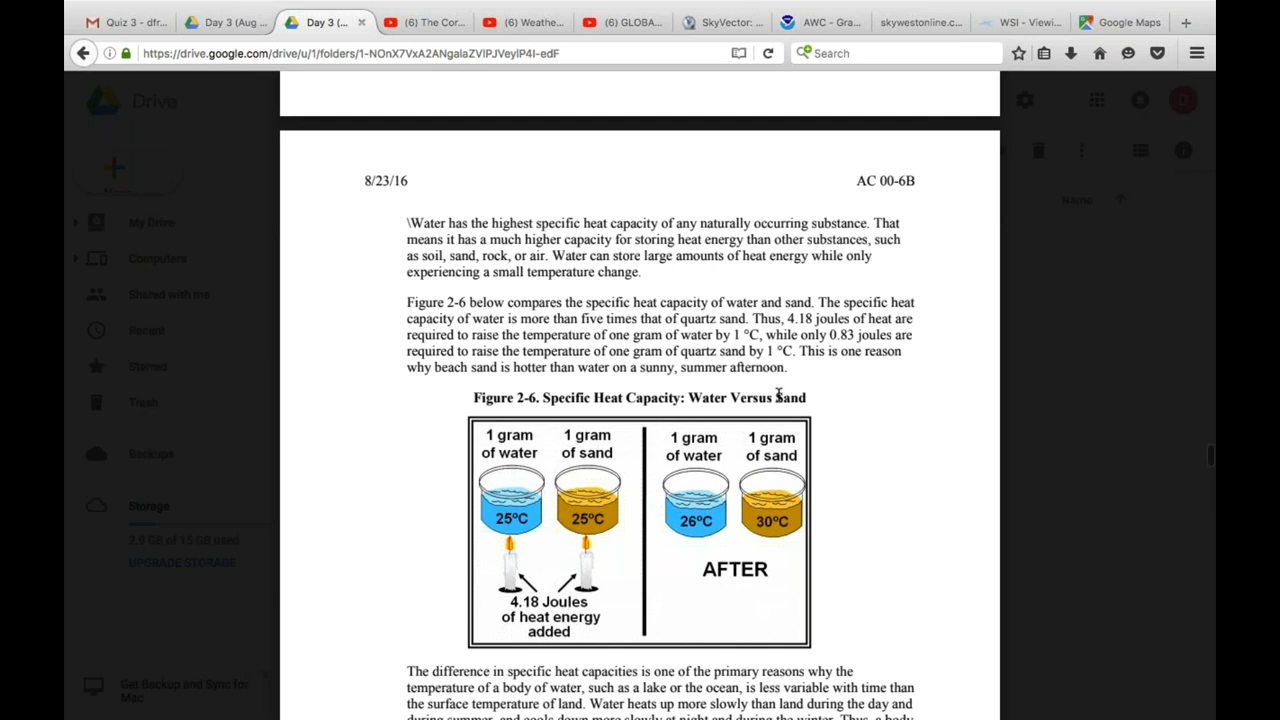 Quiz 3 - dfr...
Day 3 (Aug ...
Day 3 (...
(6) The Cor...
(6) Weathe...
(6) GLOBA...
SkyVector: ...
AWC - Gra...
skywestonline.c...
WSI - Viewi...
Google Maps
https://drive.google.com/drive/u/1/folders/1-NOnX7VxA2ANgalaZVIPJVeylP4I-edF
Search
Drive
My Drive
Computers
Shared with me
Recent
Starred
Trash
Backups
Storage
7.9 GB of 15 GB used
UPGRADE STORAGE
Get Backup and Sync for
Mac
Name
8/23/16
AC 00-6B
\Water has the highest specific heat capacity of any naturally occurring substance. That
means it has a much higher capacity for storing heat energy than other substances, such
as soil, sand, rock, or air. Water can store large amounts of heat energy while only
experiencing a small temperature change.
Figure 2-6 below compares the specific heat capacity of water and sand. The specific heat
capacity of water is more than five times that of quartz sand. Thus, 4.18 joules of heat are
required to raise the temperature of one gram of water by 1 °C, while only 0.83 joules are
required to raise the temperature of one gram of quartz sand by 1 °C. This is one reason
why beach sand is hotter than water on a sunny, summer afternoon.
Figure 2-6. Specific Heat Capacity: Water Versus Sand
1 gram
of water
1 gram
of sand
25ºC
25ºC
4.18 Joules
of heat energy
added
1 gram
of water
1 gram
of sand
26ºC
30ºC
AFTER
The difference in specific heat capacities is one of the primary reasons why the
temperature of a body of water, such as a lake or the ocean, is less variable with time than
the surface temperature of land. Water heats up more slowly than land during the day and
during summer, and cools down more slowly at night and during the winter. Thus, a body